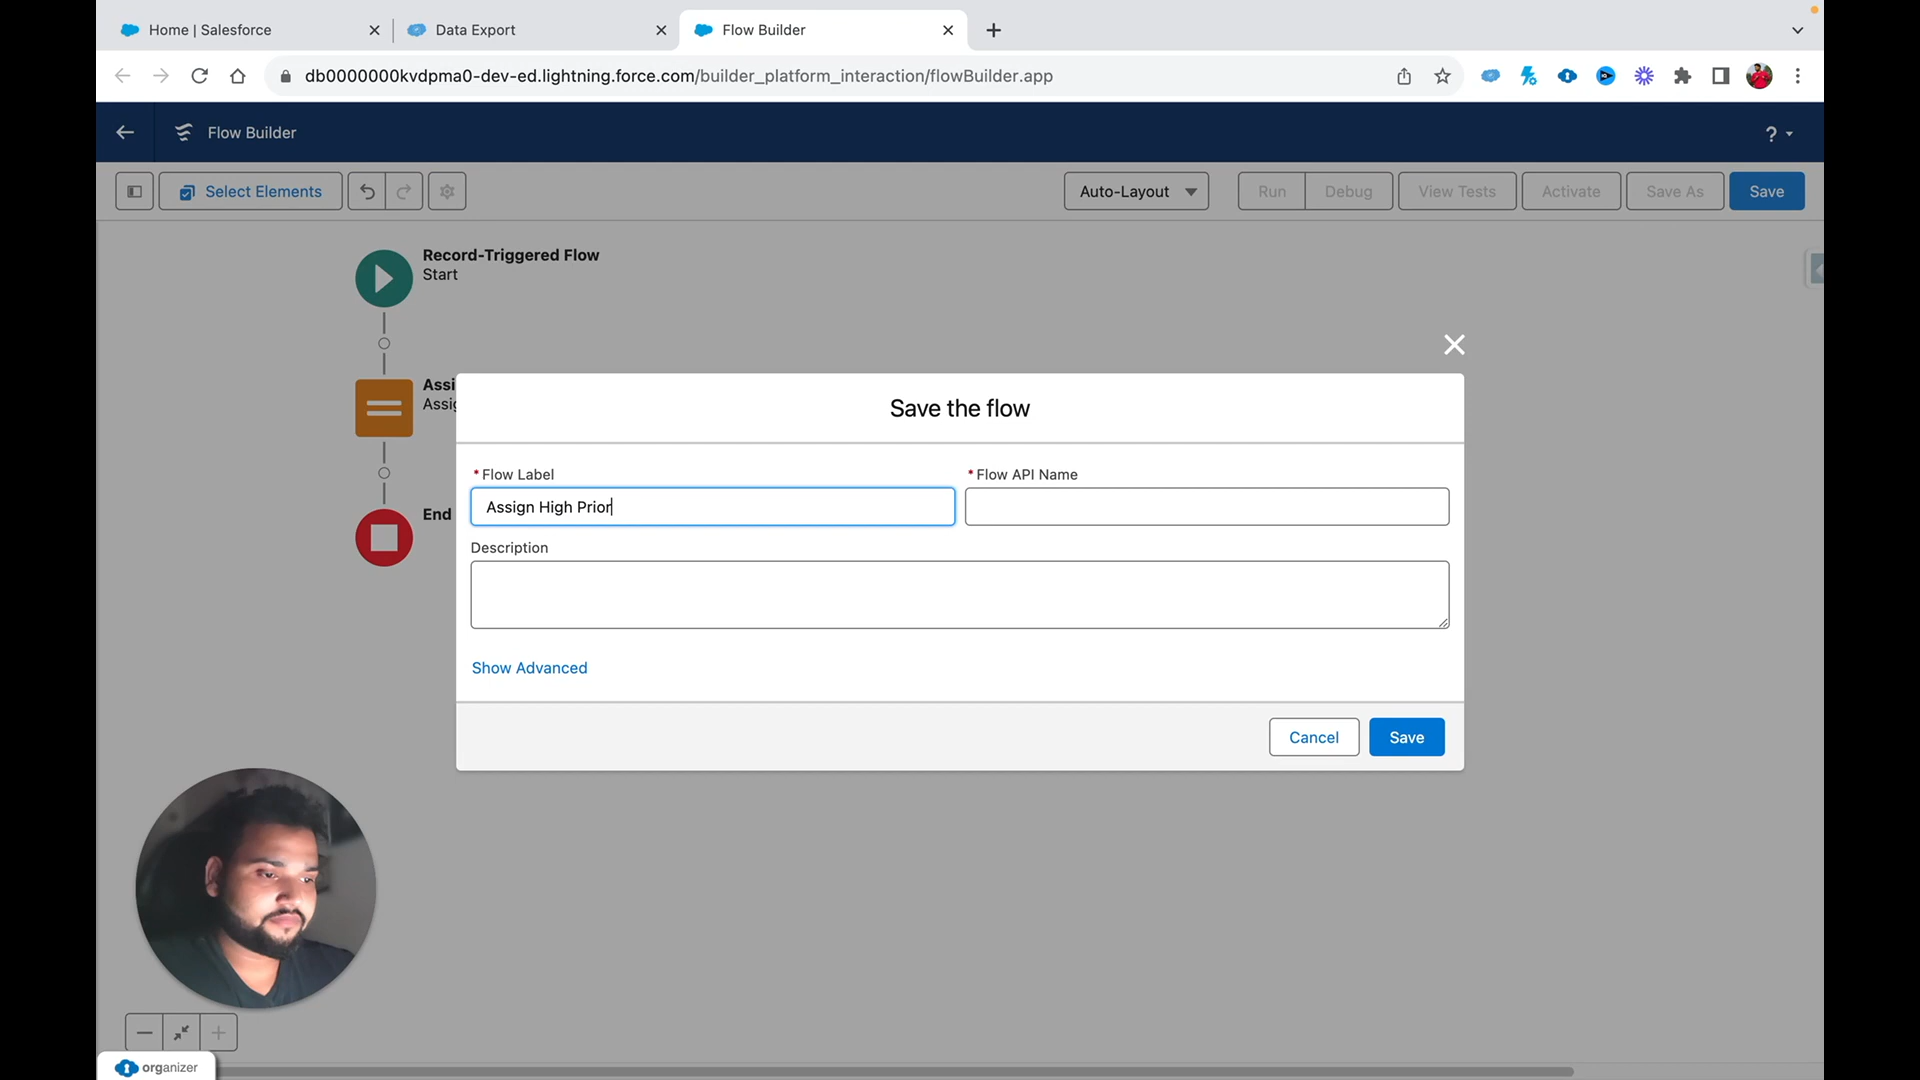 Home | Salesforce
Data Export
Flow Builder
db0000000kvdpma0-dev-ed.lightning.force.com/builder_platform_interaction/flowBuilder.app
Flow Builder
?
Select Elements
Auto-Layout
Run
Debug
View Tests
Activate
Save As
Save
Record-Triggered Flow
Start
Assi
Assig
End
Save the flow
* Flow Label
* Flow API Name
Assign High Prior
Description
Show Advanced
Cancel
Save
organizer